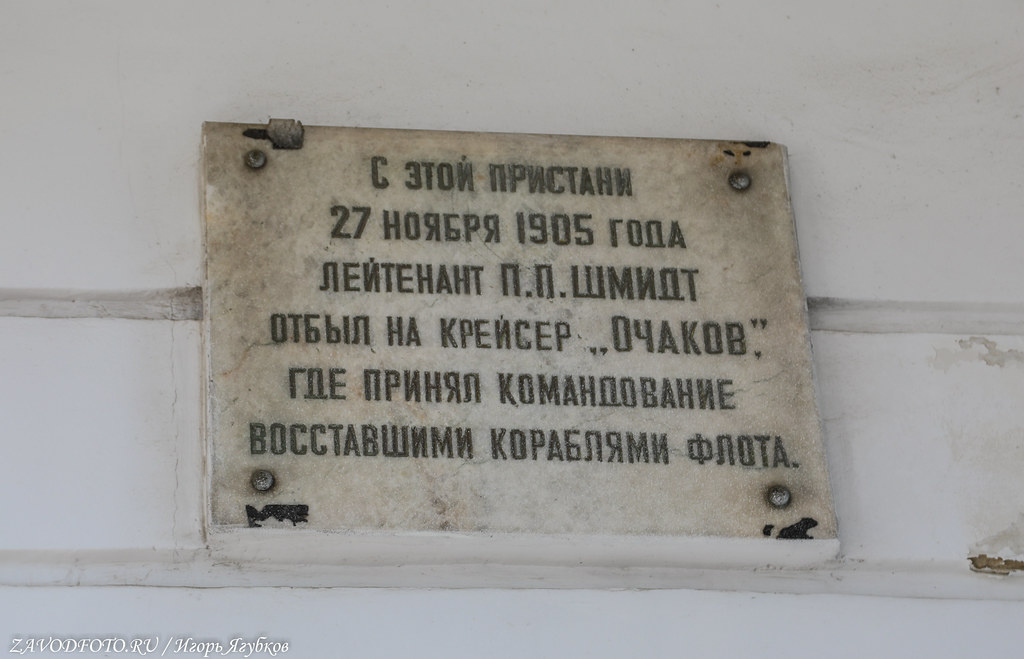 С ЭТОЙ ПРИСТАНИ
27 НОЯБРЯ 1905 ГОДА
ЛЕЙТЕНАНТ П.П.ШМИДТ
ОТБЫЛ НА КРЕЙСЕР „ОЧАКОВ”,
ГДЕ ПРИНЯЛ КОМАНДОВАНИЕ
ВОССТАВШИМИ КОРАБЛЯМИ ФЛОТА.
ZAVODFOTO.RU / Игорь Ягубков